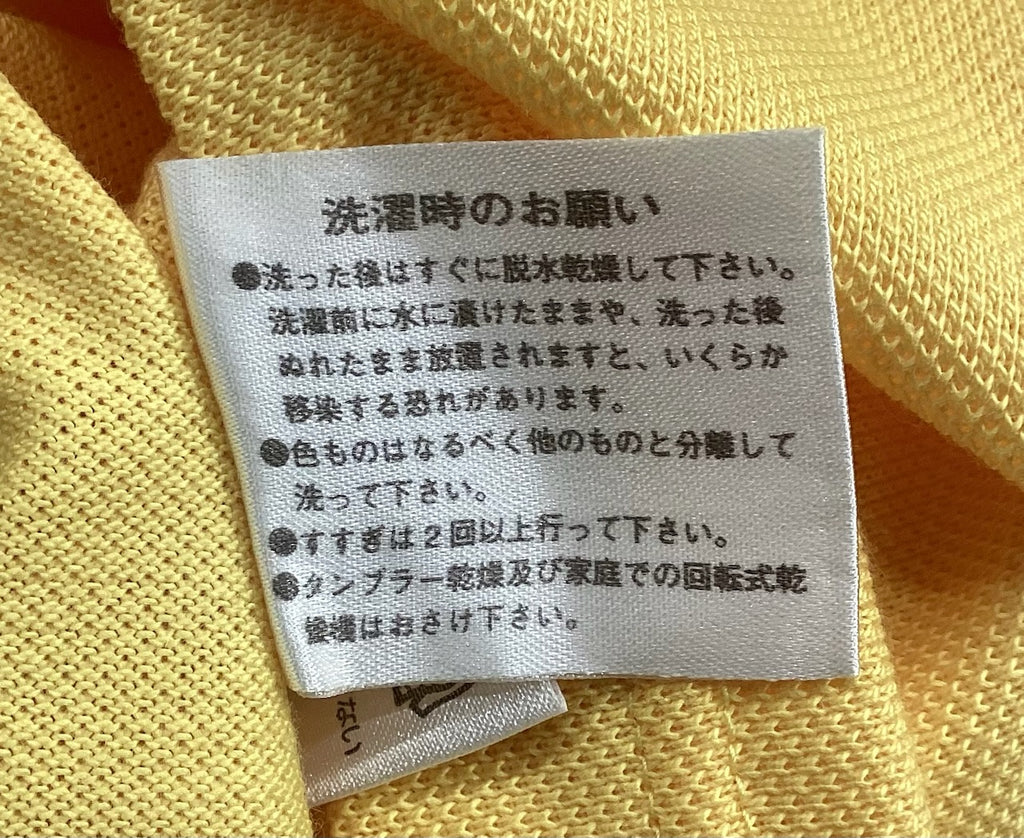 洗濯時のお願い
●洗った後はすぐに脱水乾燥して下さい。
洗濯前に水に漬けたままや、洗った後
ぬれたまま放置されますと、いくらか
移染する恐れがあります。
●色ものはなるべく他のものと分離して
洗って下さい。
●すすぎは2回以上行って下さい。
●タンブラー乾燥及び家庭での回転式乾
燥機はおさけ下さい。
ない